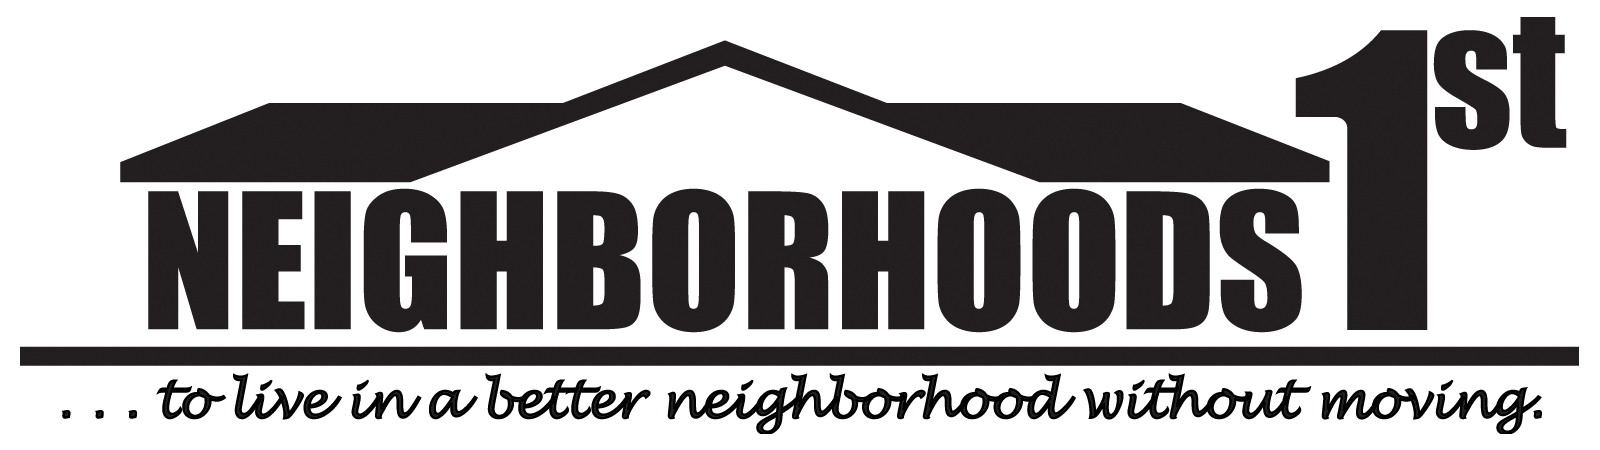 NEIGHBORHOODS 1st
. . . to live in a better neighborhood without moving.